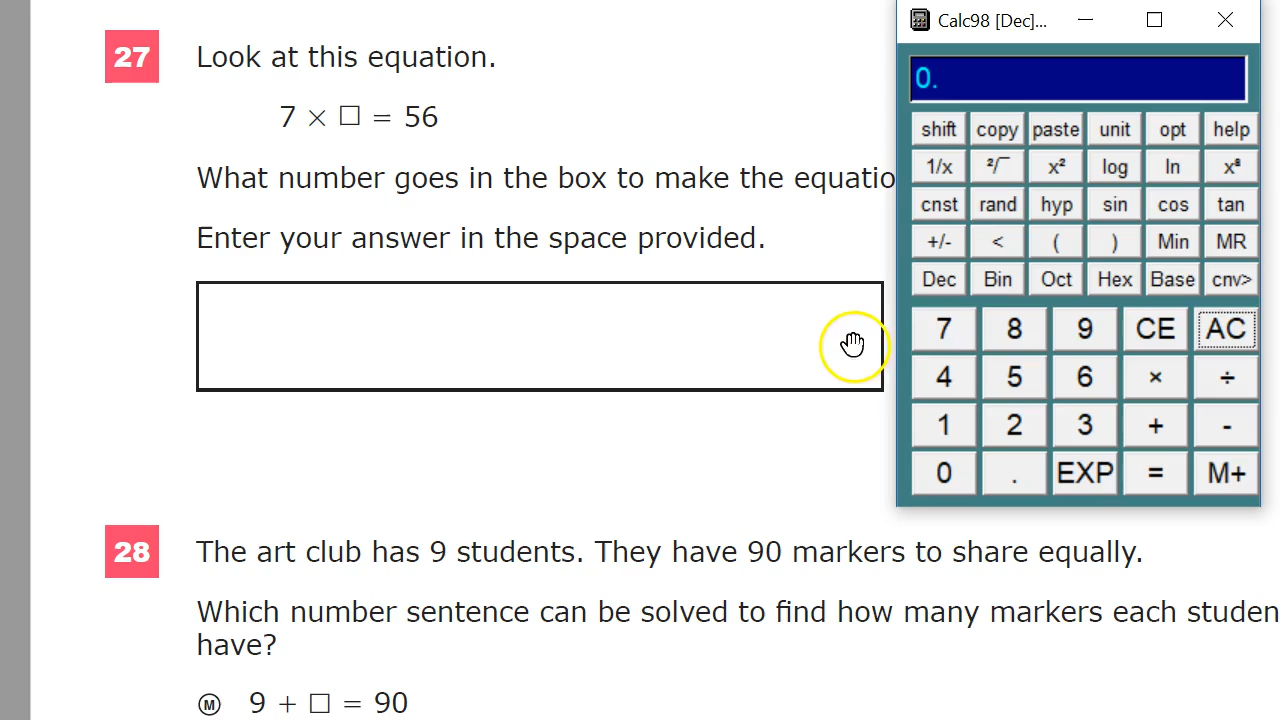 27 Look at this equation.
7 × □ = 56
What number goes in the box to make the equatio
Enter your answer in the space provided.
28 The art club has 9 students. They have 90 markers to share equally.
Which number sentence can be solved to find how many markers each studen
have?
M 9 + □ = 90
Calc98 [Dec]...
0.
shift copy paste unit opt help
1/x ²√‾ x² log ln xª
cnst rand hyp sin cos tan
+/- < ( ) Min MR
Dec Bin Oct Hex Base cnv>
7 8 9 CE AC
4 5 6 × ÷
1 2 3 + -
0 . EXP = M+